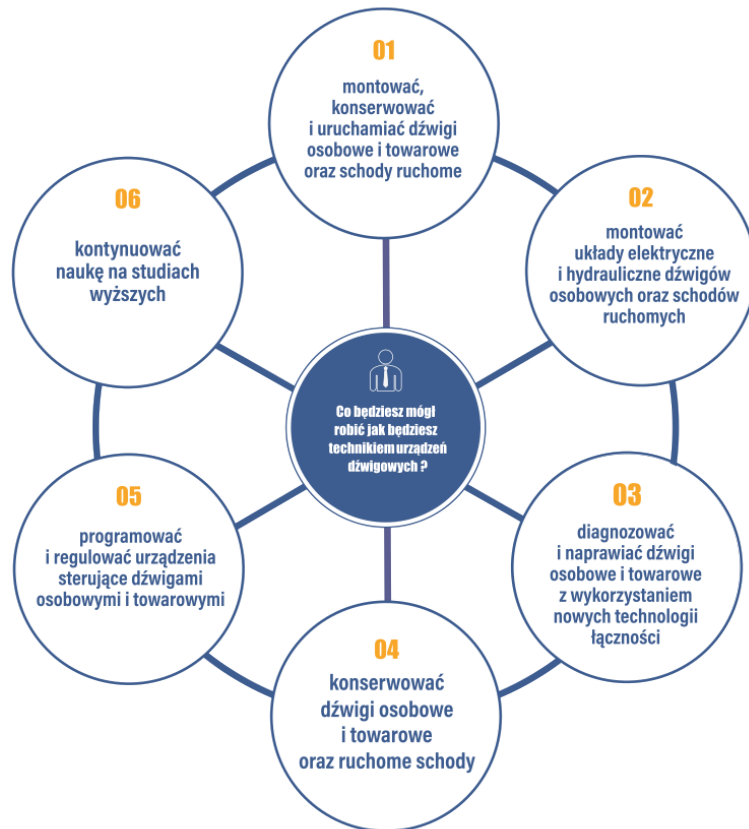 01
montować,
konserwować
i uruchamiać dźwigi
osobowe i towarowe
oraz schody ruchome
02
montować
układy elektryczne
i hydrauliczne dźwigów
osobowych oraz schodów
ruchomych
03
diagnozować
i naprawiać dźwigi
osobowe i towarowe
z wykorzystaniem
nowych technologii
łączności
04
konserwować
dźwigi osobowe
i towarowe
oraz ruchome schody
05
programować
i regulować urządzenia
sterujące dźwigami
osobowymi i towarowymi
06
kontynuować
naukę na studiach
wyższych
Co będziesz mógł
robić jak będziesz
technikiem urządzeń
dźwigowych ?